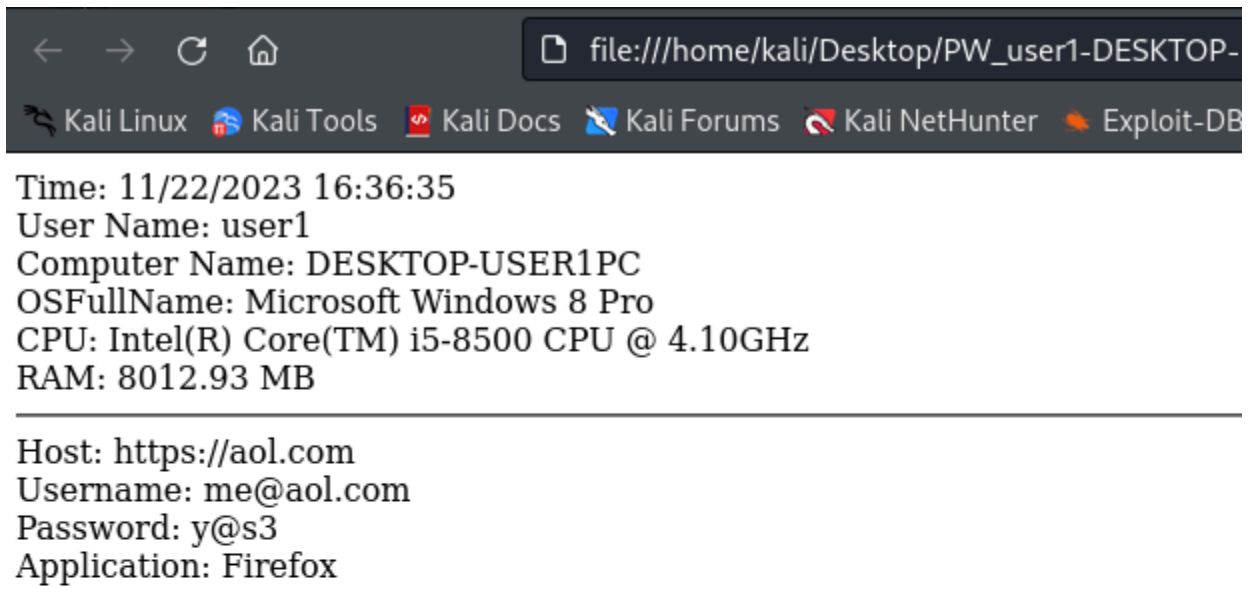 file:///home/kali/Desktop/PW_user1-DESKTOP-
Kali Linux Kali Tools Kali Docs Kali Forums Kali NetHunter Exploit-DB
Time: 11/22/2023 16:36:35
User Name: user1
Computer Name: DESKTOP-USER1PC
OSFullName: Microsoft Windows 8 Pro
CPU: Intel(R) Core(TM) i5-8500 CPU @ 4.10GHz
RAM: 8012.93 MB
Host: https://aol.com
Username: me@aol.com
Password: y@s3
Application: Firefox